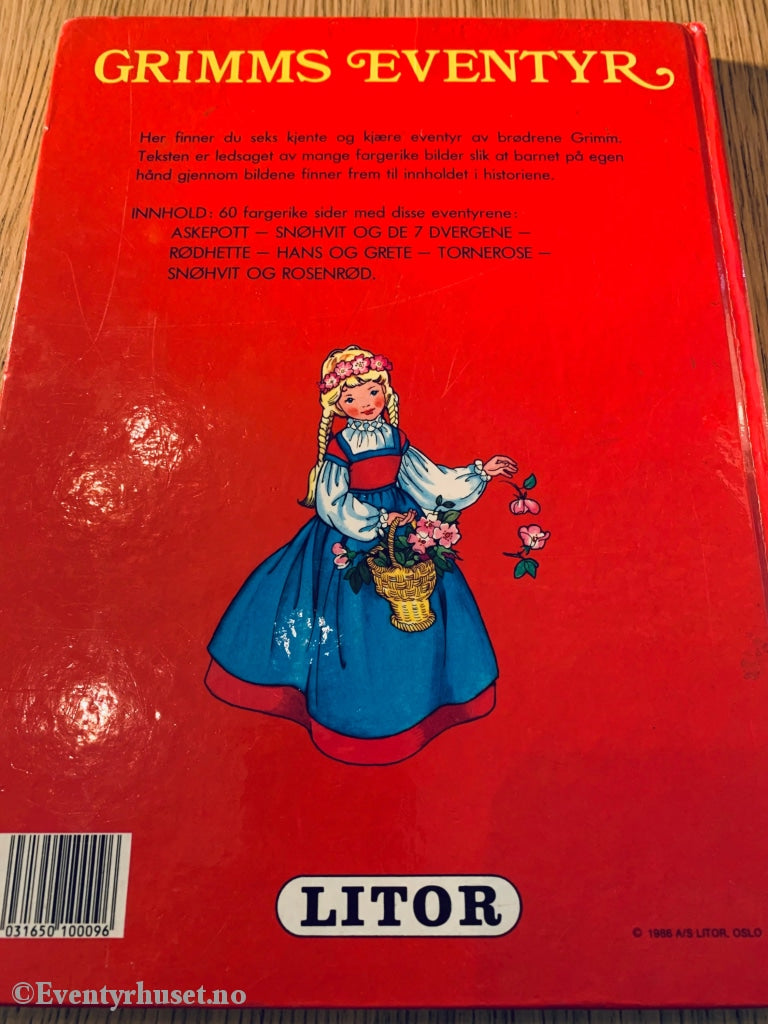 GRIMMS EVENTYR
Her finner du seks kjente og kjære eventyr av brødrene Grimm.
Teksten er ledsaget av mange fargerike bilder slik at barnet på egen
hånd gjennom bildene finner frem til innholdet i historiene.
INNHOLD: 60 fargerike sider med disse eventyrene:
ASKEPOTT – SNØHVIT OG DE 7 DVERGENE –
RØDHETTE – HANS OG GRETE – TORNEROSE –
SNØHVIT OG ROSENRØD.
031650 100096
LITOR
© 1988 A/S LITOR, OSLO
©Eventyrhuset.no